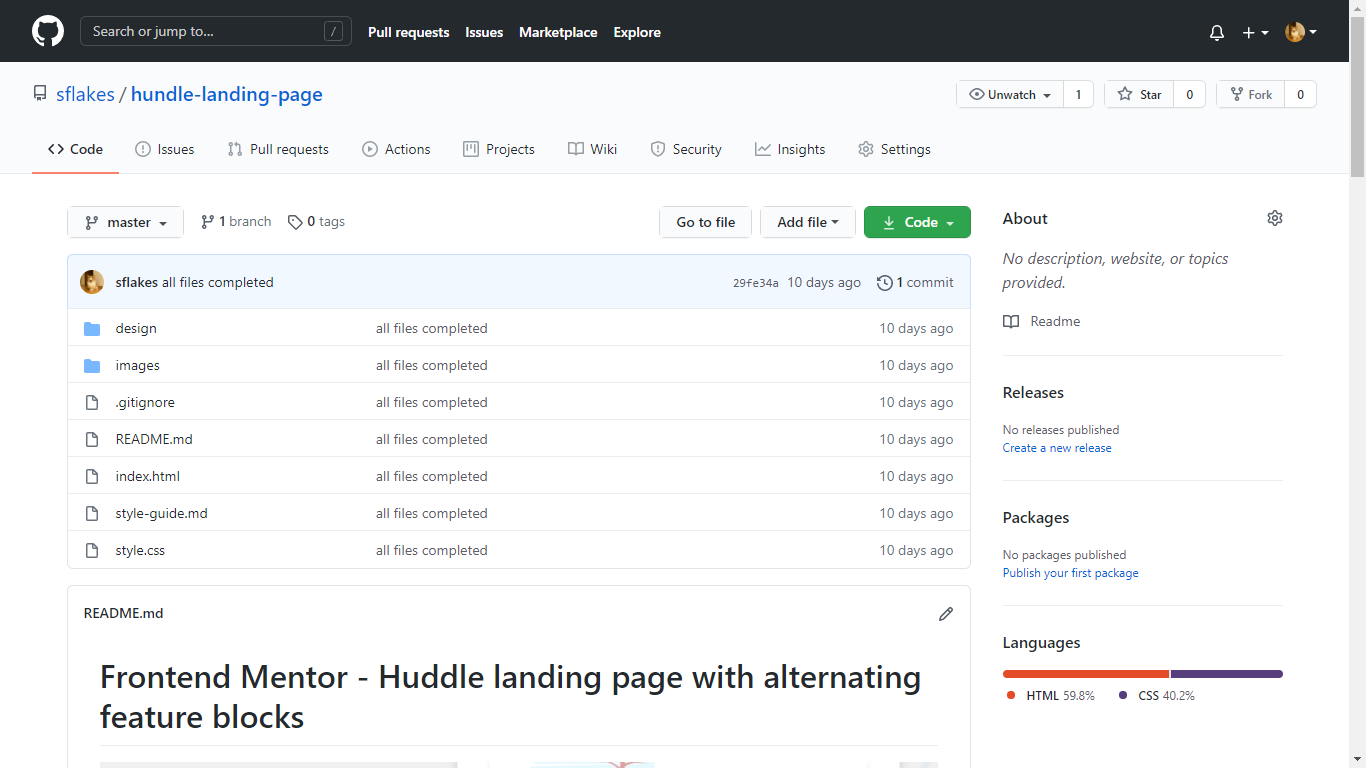 Search or jump to... /
Pull requests Issues Marketplace Explore
sflakes / hundle-landing-page
Unwatch 1 Star 0 Fork 0
Code Issues Pull requests Actions Projects Wiki Security Insights Settings
master 1 branch 0 tags Go to file Add file Code
sflakes all files completed 29fe34a 10 days ago 1 commit
design all files completed 10 days ago
images all files completed 10 days ago
.gitignore all files completed 10 days ago
README.md all files completed 10 days ago
index.html all files completed 10 days ago
style-guide.md all files completed 10 days ago
style.css all files completed 10 days ago
README.md
Frontend Mentor - Huddle landing page with alternating
feature blocks
About
No description, website, or topics
provided.
Readme
Releases
No releases published
Create a new release
Packages
No packages published
Publish your first package
Languages
HTML 59.8% CSS 40.2%